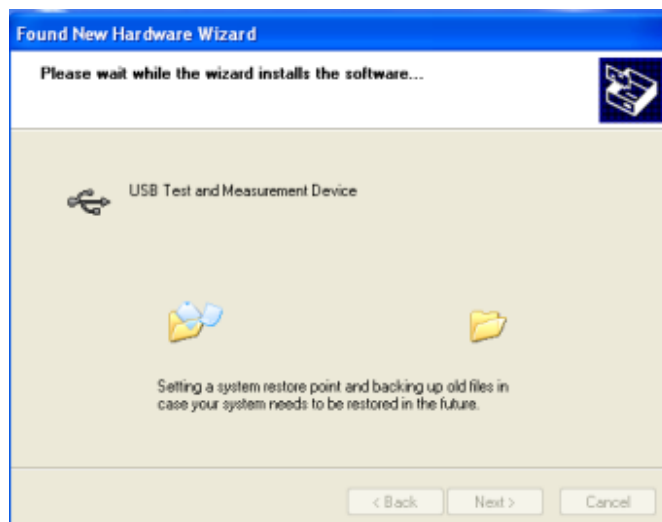 Found New Hardware Wizard
Please wait while the wizard installs the software...
USB Test and Measurement Device
Setting a system restore point and backing up old files in
case your system needs to be restored in the future.
< Back
Next >
Cancel